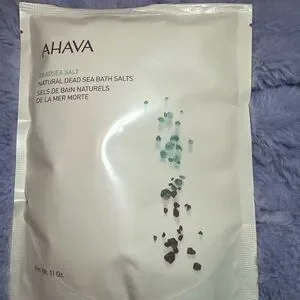 AHAVA
DEADSEA SALT
NATURAL DEAD SEA BATH SALTS
SELS DE BAIN NATURELS
DE LA MER MORTE
Net Wt. 11 Oz.